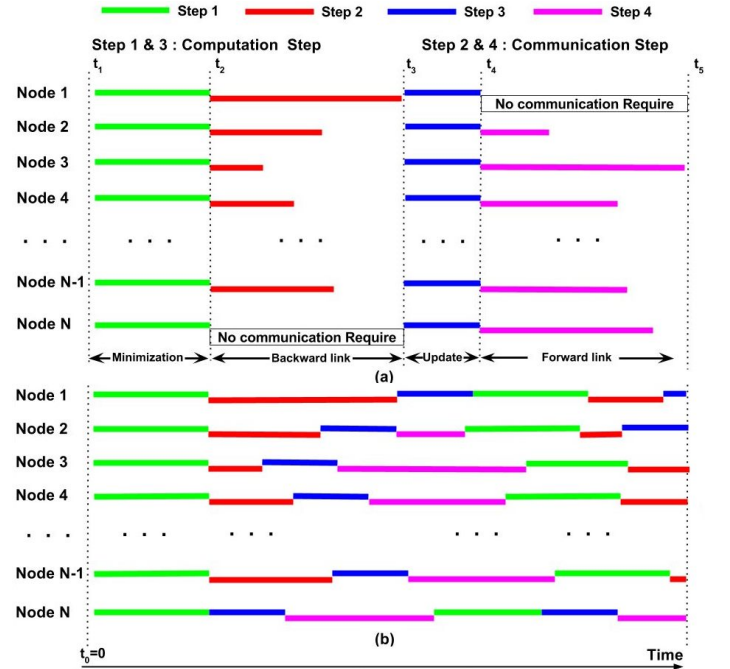 Step 1 Step 2 Step 3 Step 4
Step 1 & 3 : Computation Step Step 2 & 4 : Communication Step
t1 t2 t3 t4 t5
Node 1
No communication Require
Node 2
Node 3
Node 4
. . . . . . . . . . . . . . .
Node N-1
Node N
No communication Require
Minimization Backward link Update Forward link
(a)
Node 1
Node 2
Node 3
Node 4
. . . . . . . . . . . . . . .
Node N-1
Node N
(b)
t0=0 Time